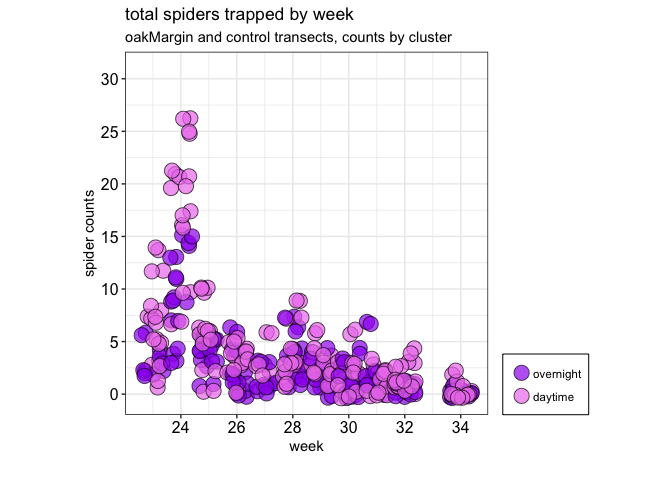 total spiders trapped by week
oakMargin and control transects, counts by cluster
30
25
20
15
10
5
0
spider counts
24 26 28 30 32 34
week
overnight
daytime